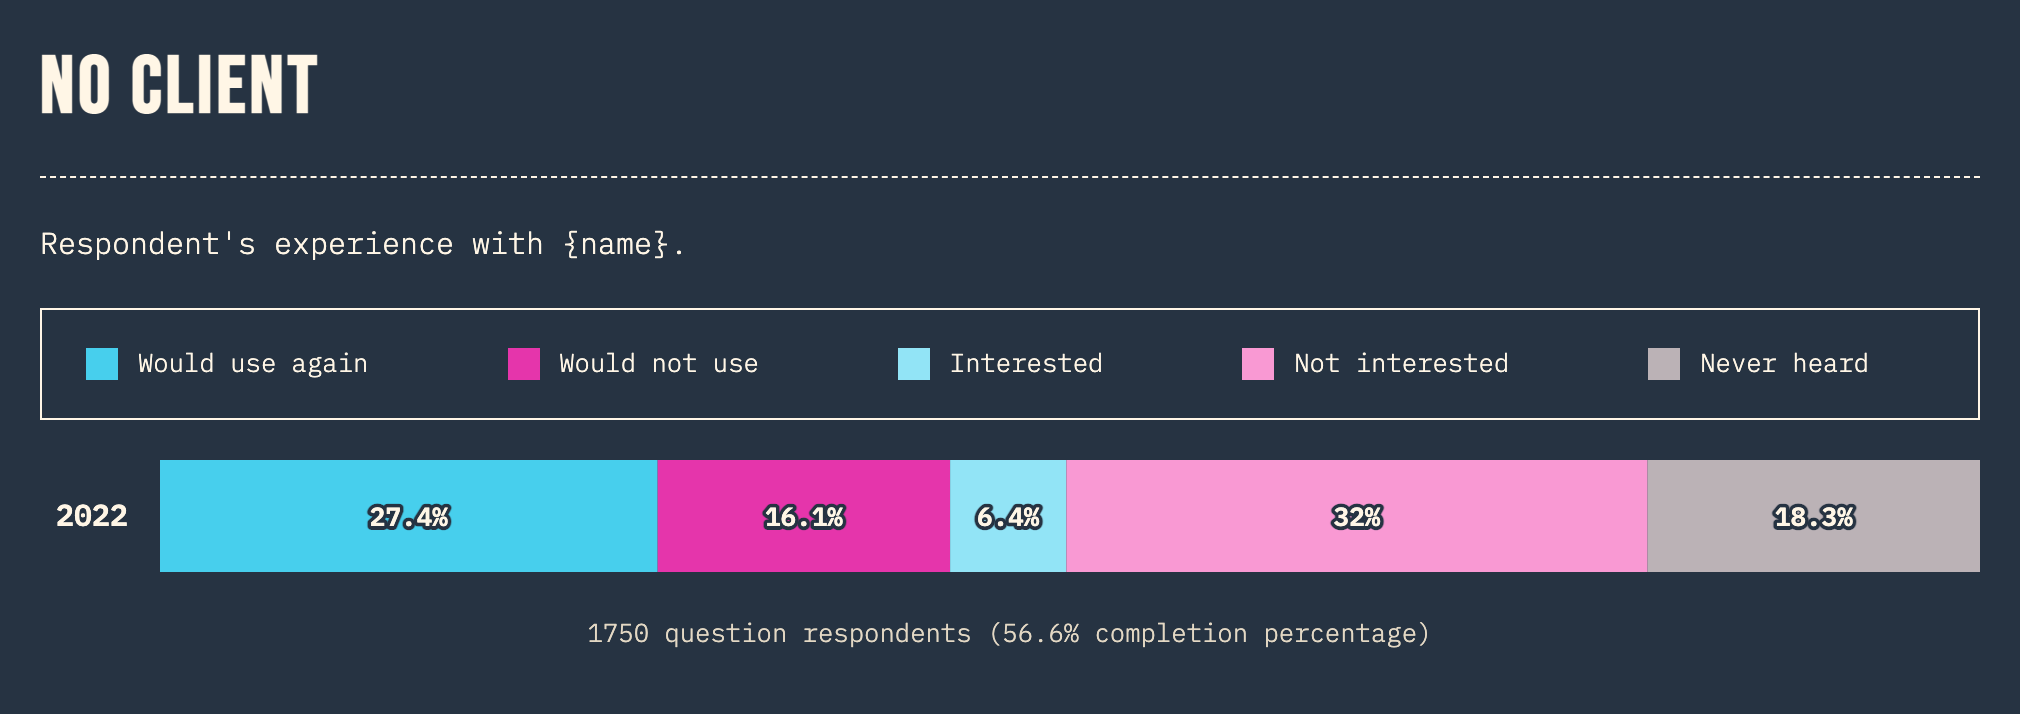 NO CLIENT
Respondent's experience with {name}.
Would use again Would not use Interested Not interested Never heard
2022 27.4% 16.1% 6.4% 32% 18.3%
1750 question respondents (56.6% completion percentage)